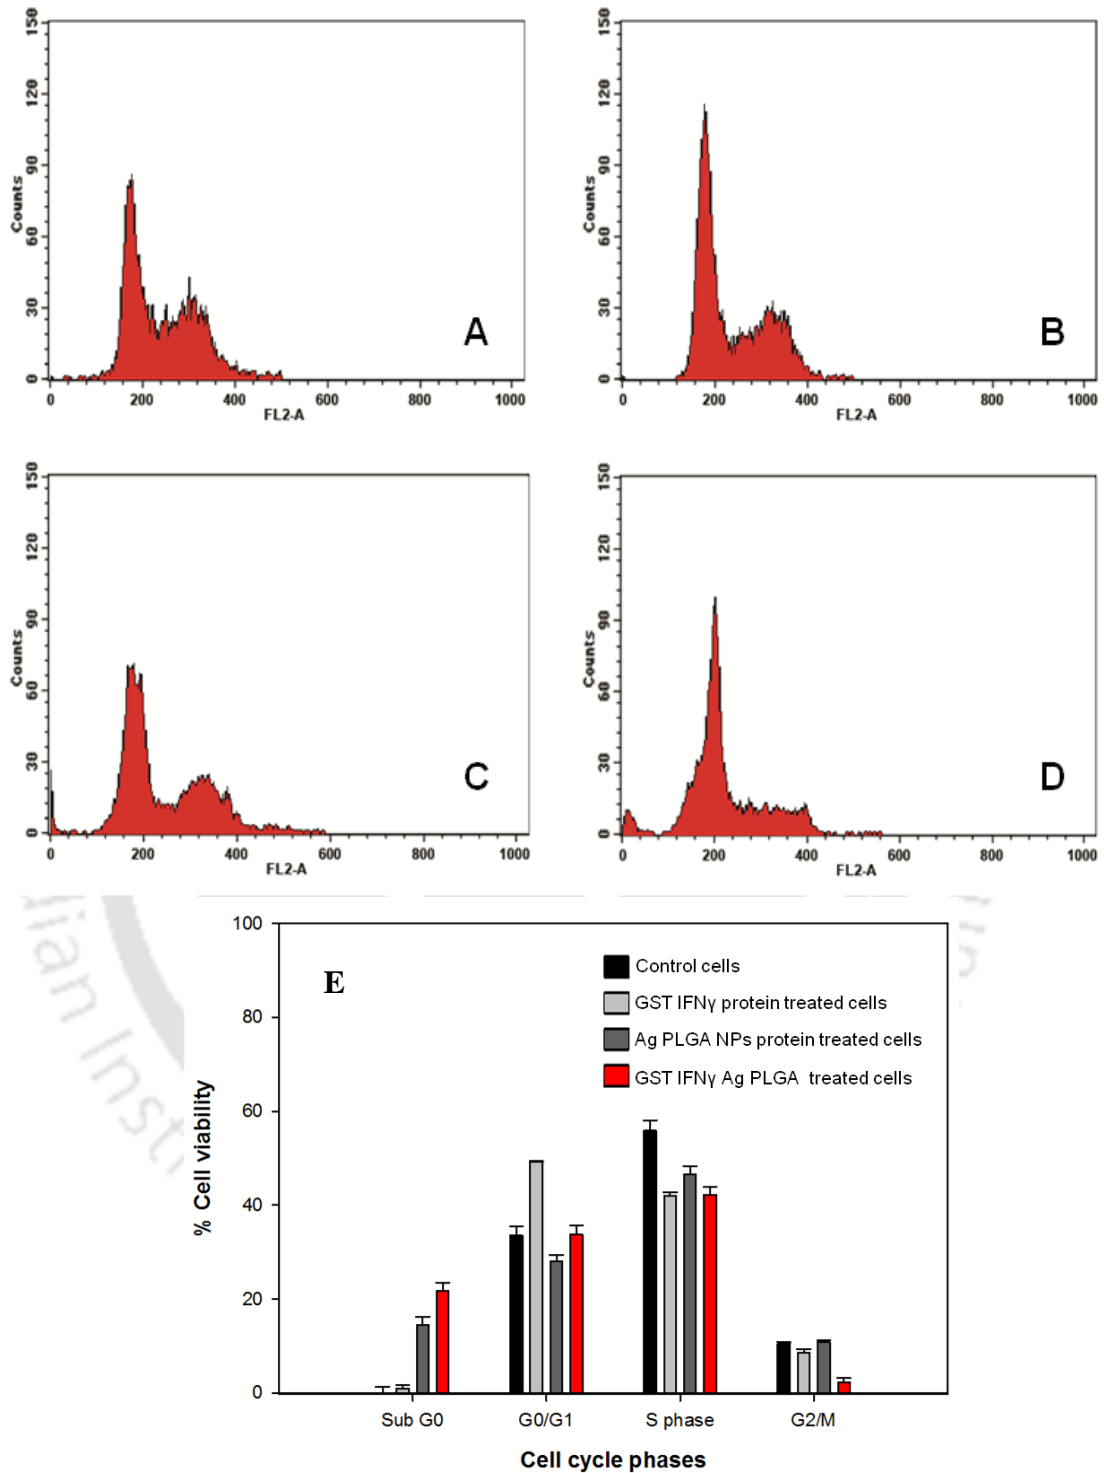 150
120
90
60
30
0
Counts
A
0 200 400 600 800 1000
FL2-A
150
120
90
60
30
0
Counts
B
0 200 400 600 800 1000
FL2-A
150
120
90
60
30
0
Counts
C
0 200 400 600 800 1000
FL2-A
150
120
90
60
30
0
Counts
D
0 200 400 600 800 1000
FL2-A
dian Insti
E
Control cells
GST IFNγ protein treated cells
Ag PLGA NPs protein treated cells
GST IFNγ Ag PLGA treated cells
100
80
60
40
20
0
% Cell viability
Sub G0 G0/G1 S phase G2/M
Cell cycle phases